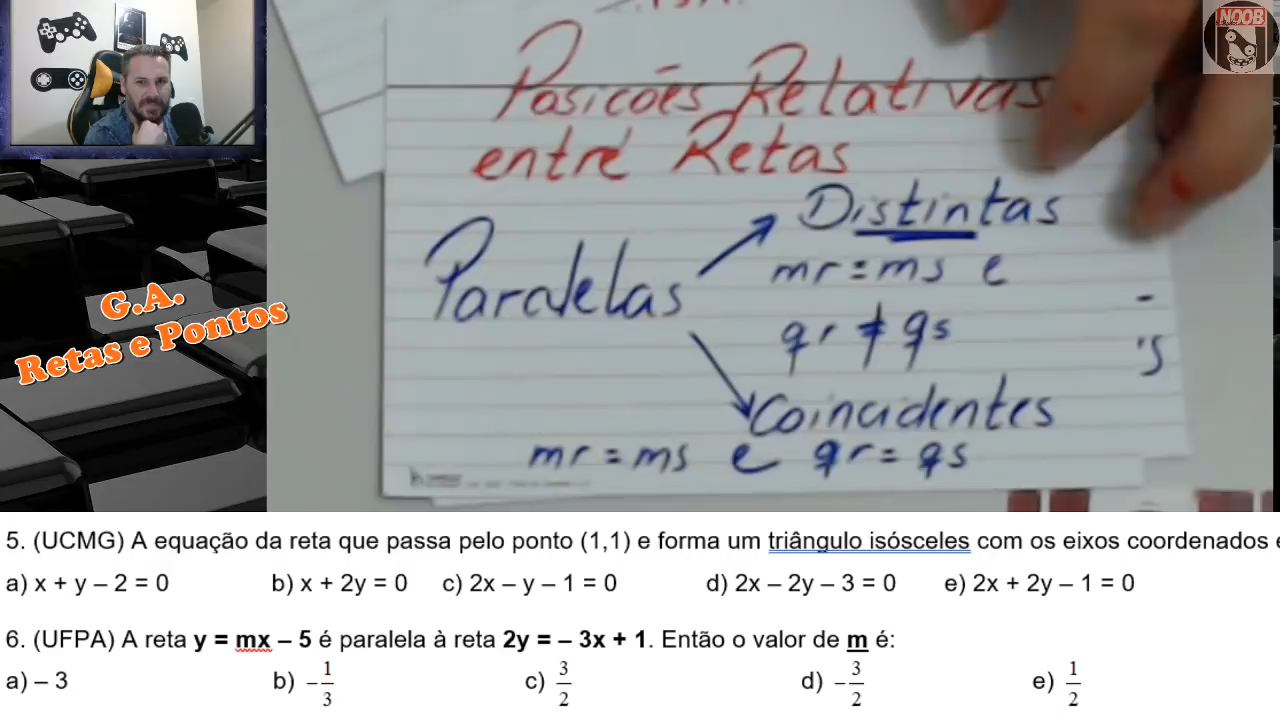 NOOB
Posições Relativas
entre Retas
Distintas
Paralelas
mr = ms e
qr ≠ qs
Coincidentes
mr = ms e qr = qs
G.A.
Retas e Pontos
5. (UCMG) A equação da reta que passa pelo ponto (1,1) e forma um triângulo isósceles com os eixos coordenados
a) x + y – 2 = 0 b) x + 2y = 0 c) 2x – y – 1 = 0 d) 2x – 2y – 3 = 0 e) 2x + 2y – 1 = 0
6. (UFPA) A reta y = mx – 5 é paralela à reta 2y = – 3x + 1. Então o valor de m é:
a) – 3 b) –1/3 c) 3/2 d) –3/2 e) 1/2